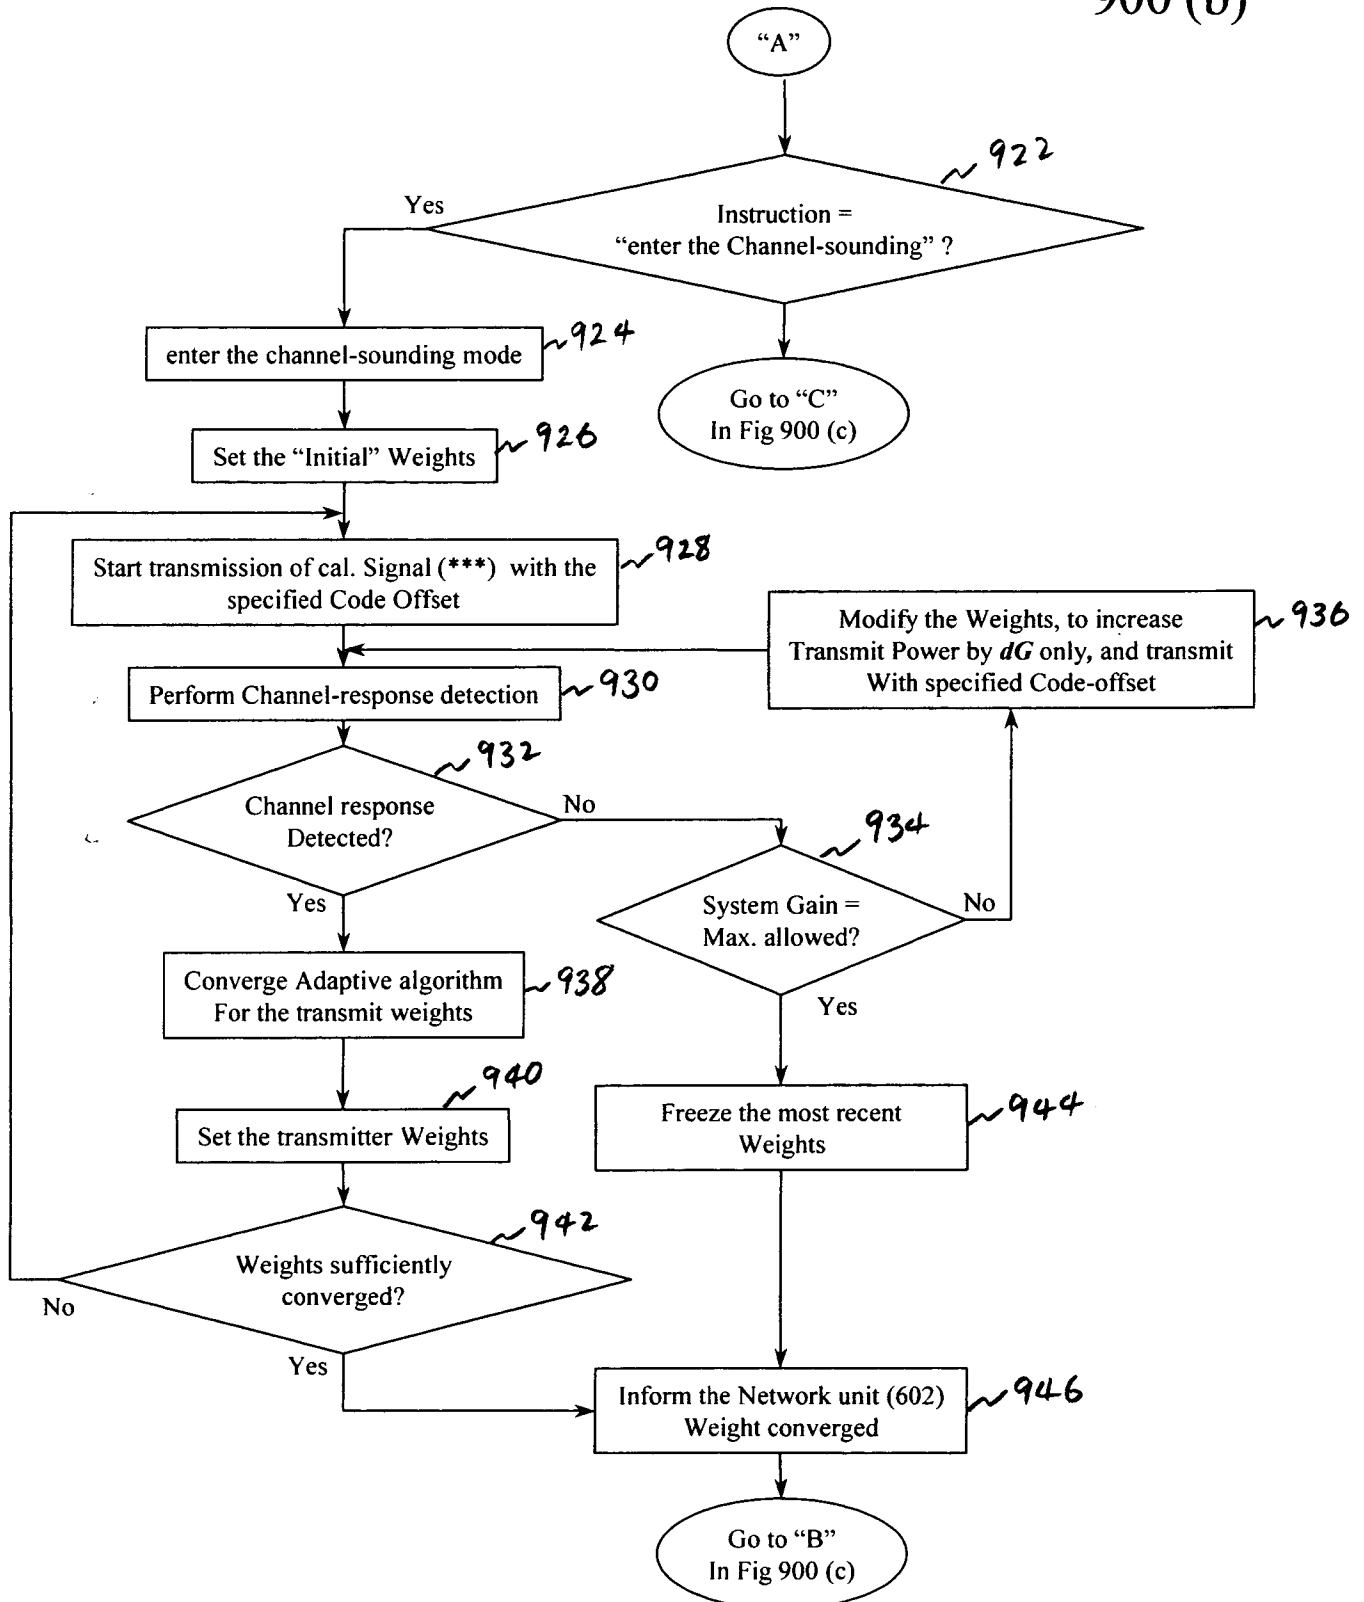 900 (b)
“A”
922
Yes
Instruction =
“enter the Channel-sounding” ?
924
enter the channel-sounding mode
Go to “C”
In Fig 900 (c)
926
Set the “Initial” Weights
928
Start transmission of cal. Signal (***) with the
specified Code Offset
936
Modify the Weights, to increase
Transmit Power by dG only, and transmit
With specified Code-offset
930
Perform Channel-response detection
932
Channel response
Detected?
No
934
System Gain =
Max. allowed?
No
Yes
Yes
938
Converge Adaptive algorithm
For the transmit weights
940
Set the transmitter Weights
944
Freeze the most recent
Weights
942
Weights sufficiently
converged?
No
Yes
946
Inform the Network unit (602)
Weight converged
Go to “B”
In Fig 900 (c)